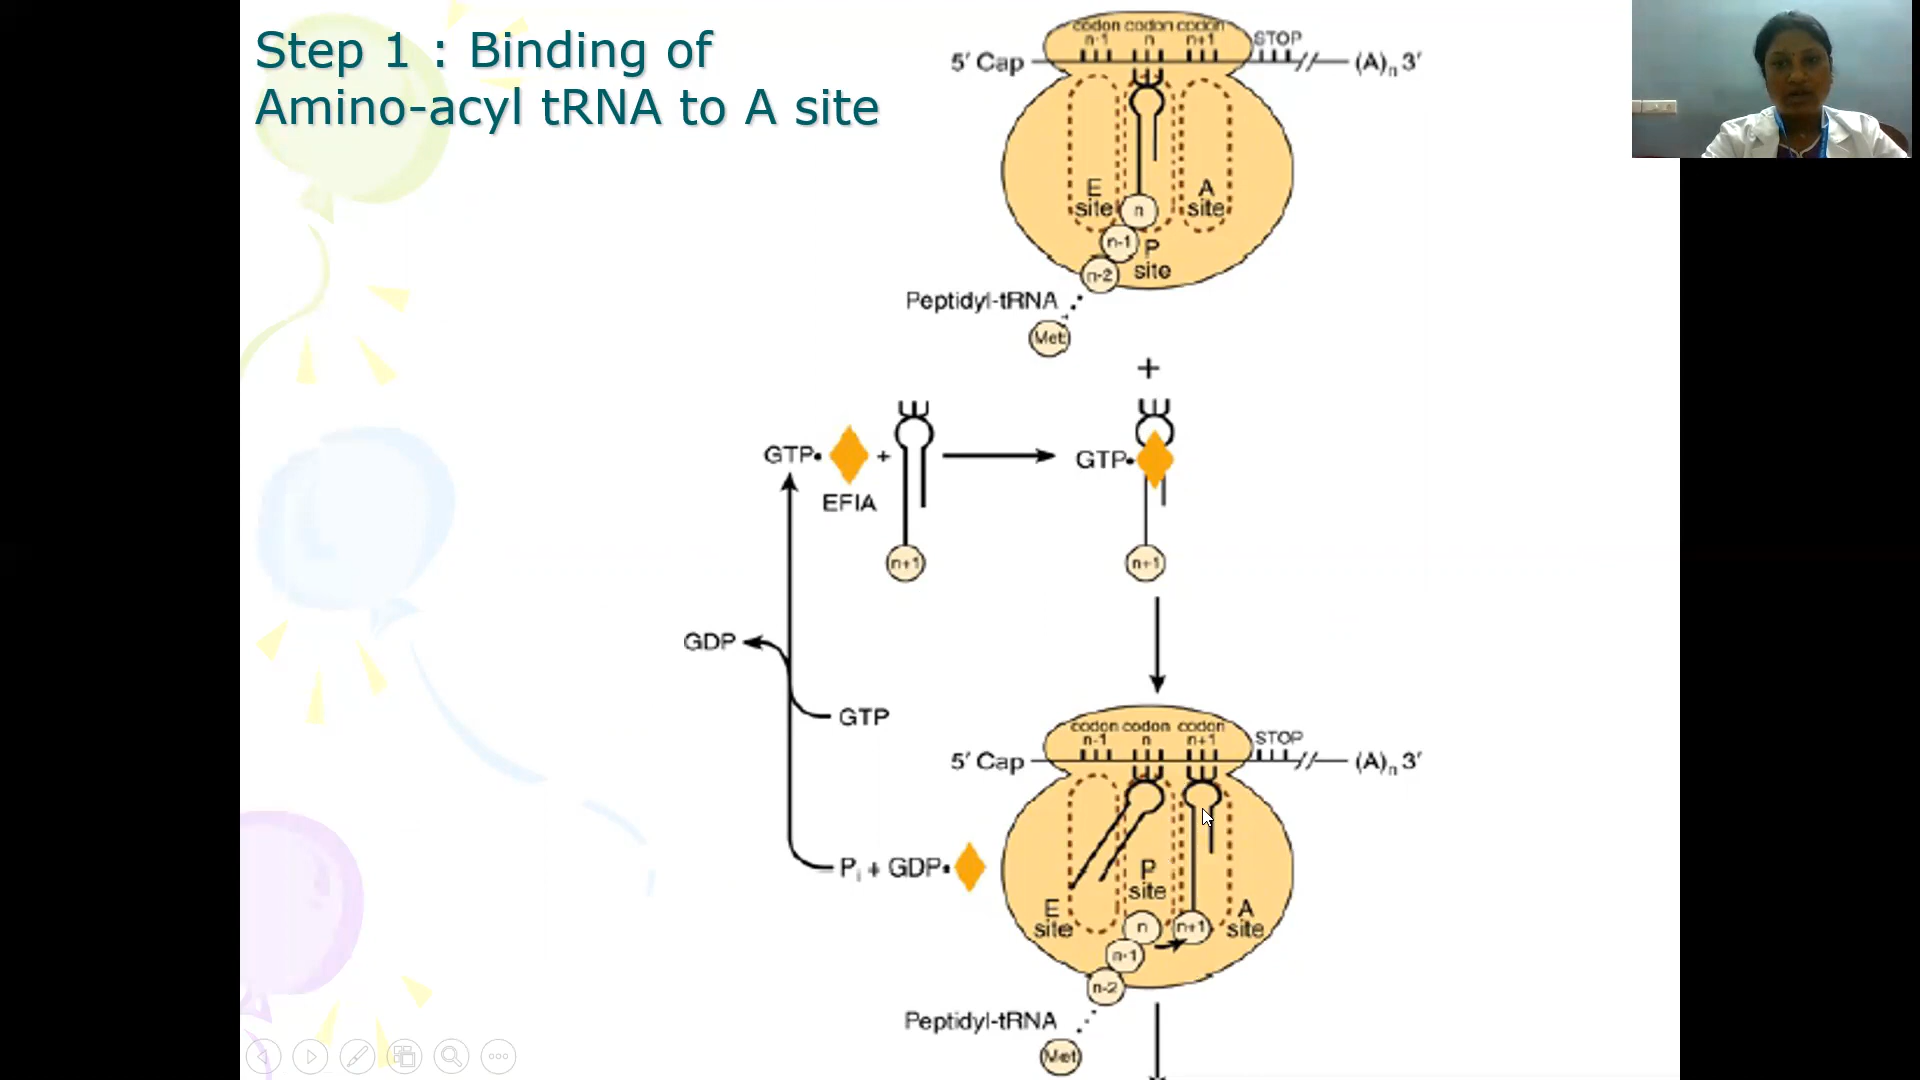 Step 1 : Binding of
Amino-acyl tRNA to A site
codon codon codon
n-1 n n+1 STOP
5′ Cap (A)n 3′
E site
n
A site
n-1
P site
n-2
Peptidyl-tRNA
Met
+
GTP• + GTP•
EFIA
n+1 n+1
GDP
GTP
codon codon codon
n-1 n n+1 STOP
5′ Cap (A)n 3′
Pi + GDP•
P site
E site
n n+1
A site
n-1
n-2
Peptidyl-tRNA
Met